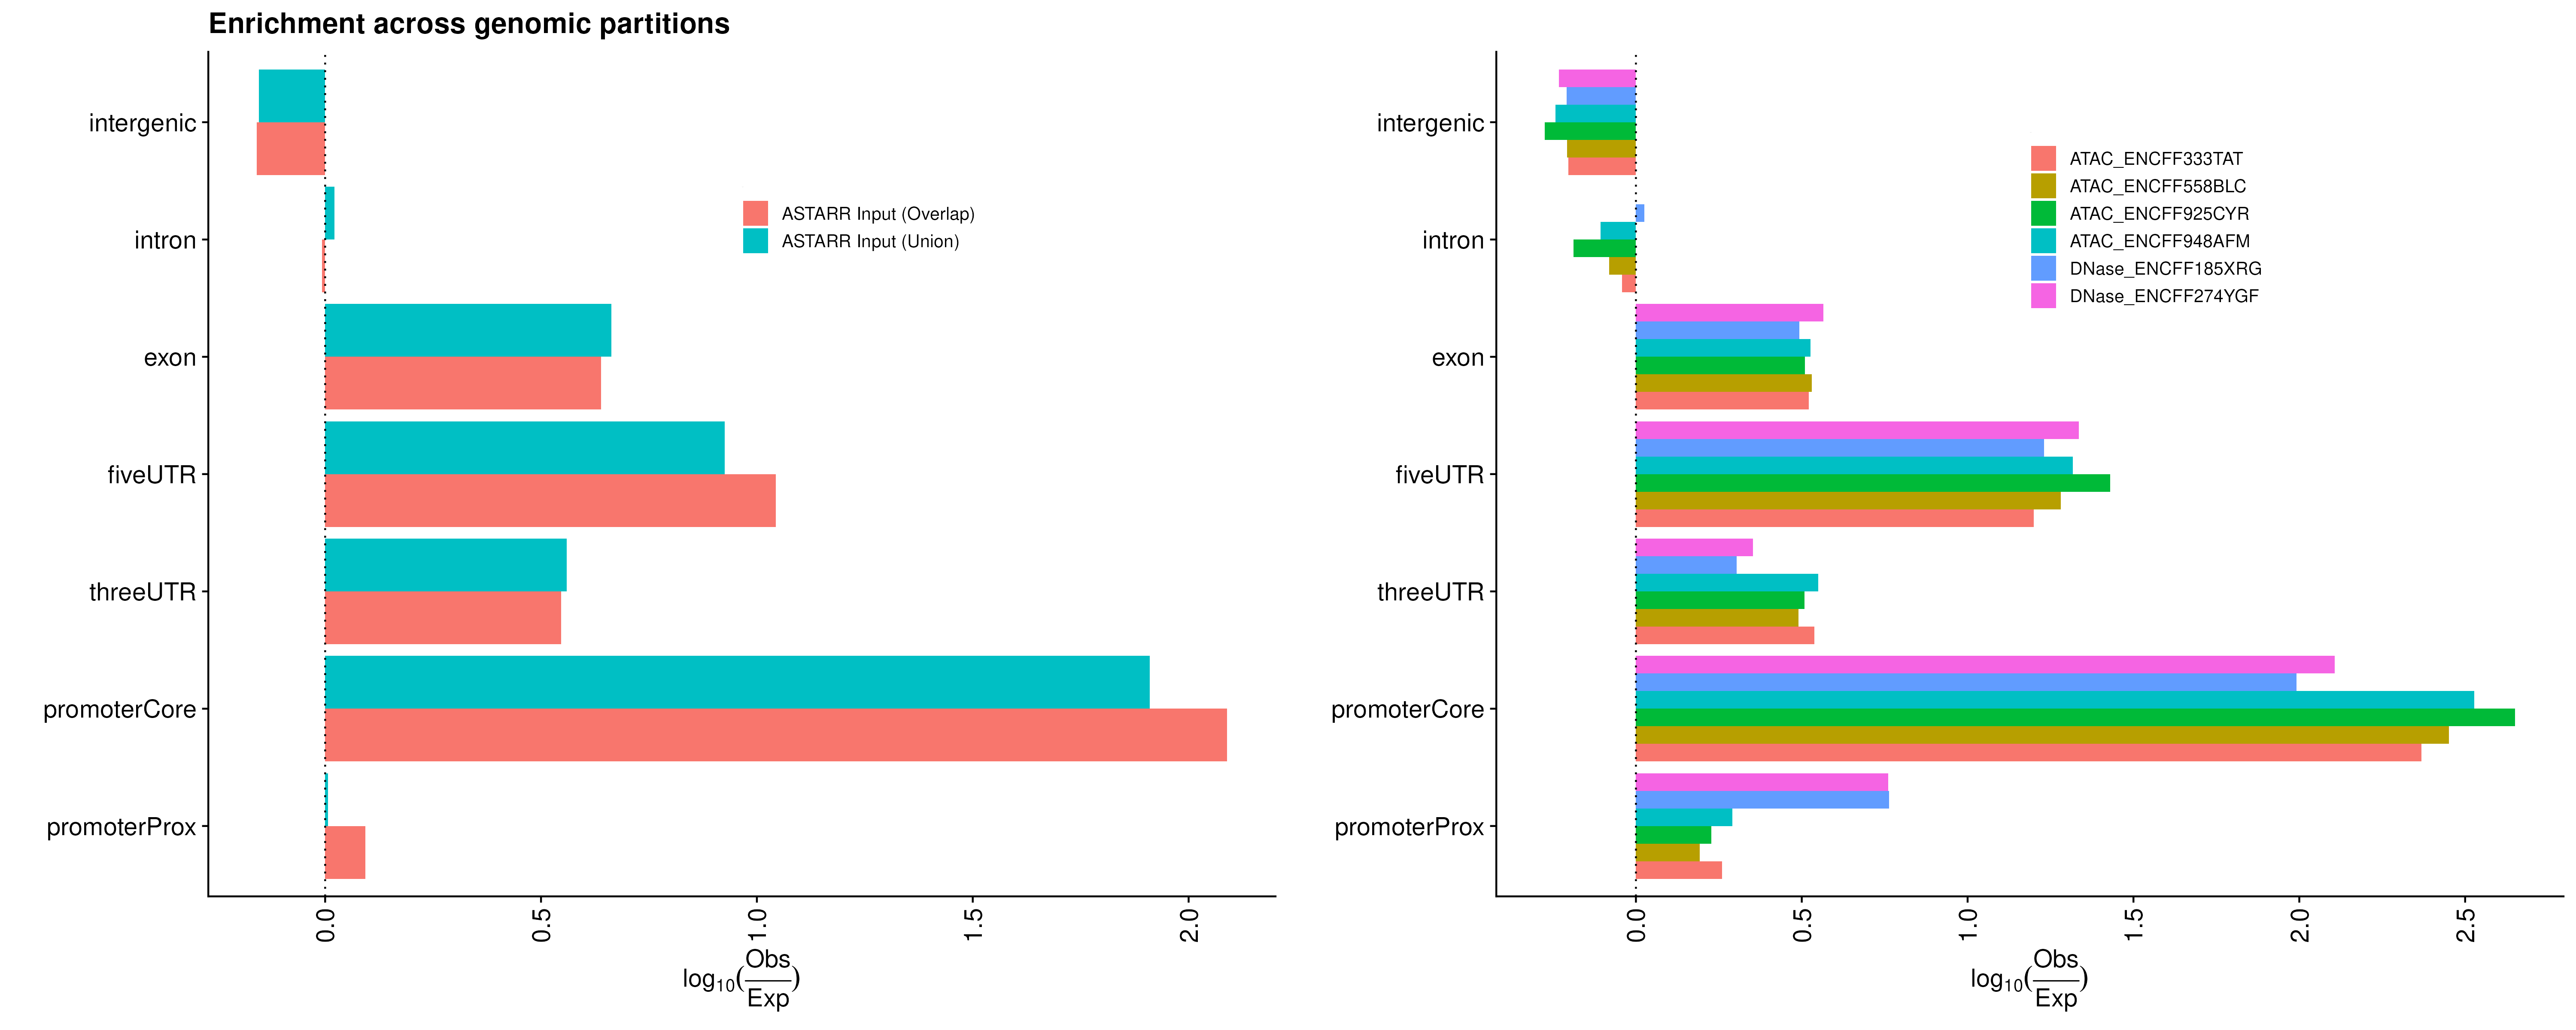 Enrichment across genomic partitions
intergenic
intron
exon
fiveUTR
threeUTR
promoterCore
promoterProx
ASTARR Input (Overlap)
ASTARR Input (Union)
0.0 0.5 1.0 1.5 2.0
log10(Obs/Exp)
intergenic
intron
exon
fiveUTR
threeUTR
promoterCore
promoterProx
ATAC_ENCFF333TAT
ATAC_ENCFF558BLC
ATAC_ENCFF925CYR
ATAC_ENCFF948AFM
DNase_ENCFF185XRG
DNase_ENCFF274YGF
0.0 0.5 1.0 1.5 2.0 2.5
log10(Obs/Exp)